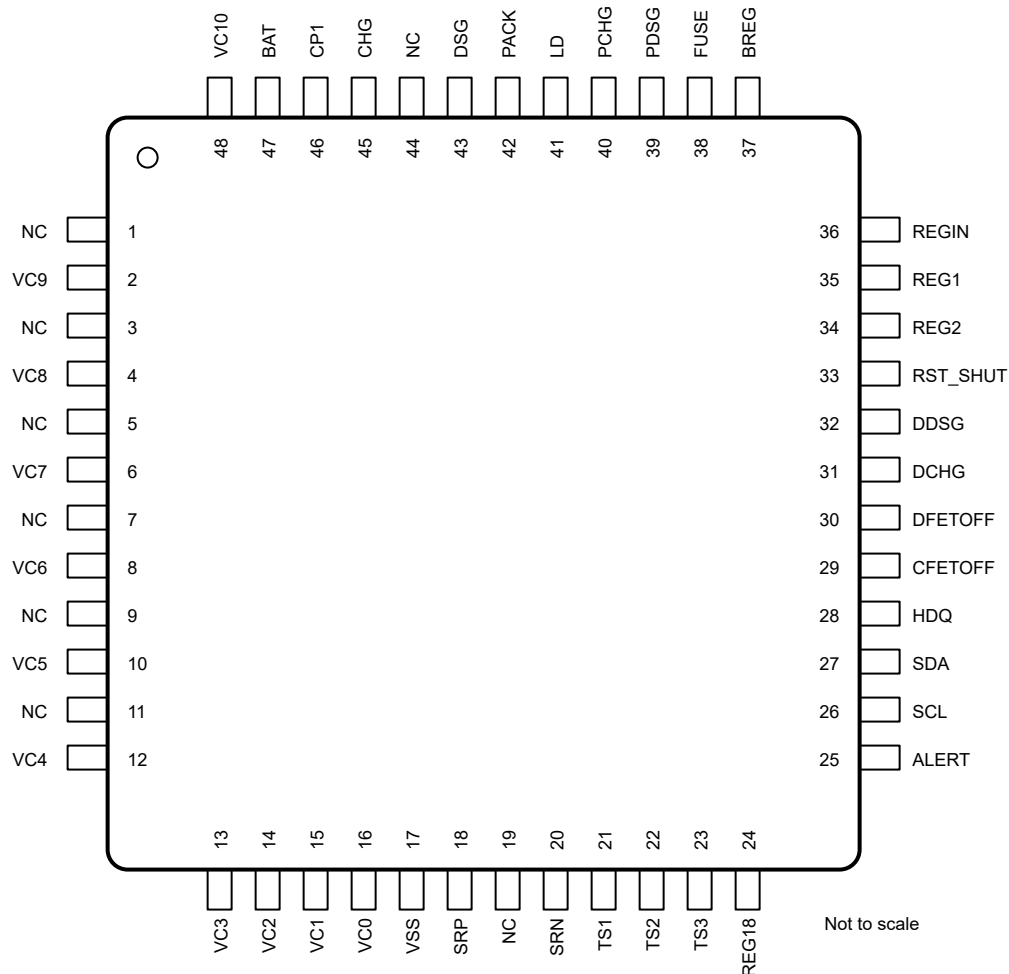 VC10 BAT CP1 CHG NC DSG PACK LD PCHG PDSG FUSE BREG
48 47 46 45 44 43 42 41 40 39 38 37
NC 1 36 REGIN
VC9 2 35 REG1
NC 3 34 REG2
VC8 4 33 RST_SHUT
NC 5 32 DDSG
VC7 6 31 DCHG
NC 7 30 DFETOFF
VC6 8 29 CFETOFF
NC 9 28 HDQ
VC5 10 27 SDA
NC 11 26 SCL
VC4 12 25 ALERT
13 14 15 16 17 18 19 20 21 22 23 24
VC3 VC2 VC1 VC0 VSS SRP NC SRN TS1 TS2 TS3 REG18
Not to scale